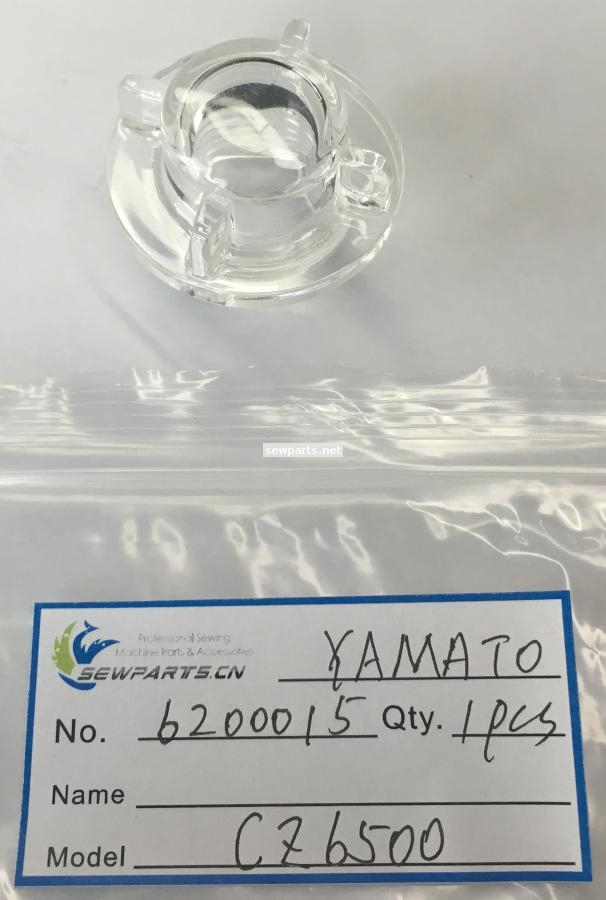 sewparts.net
Professional Sewing
Machine Parts & Accessories
SEWPARTS.CN
YAMATO
No. 6200015 Qty. 1pcs
Name
Model CZ6500